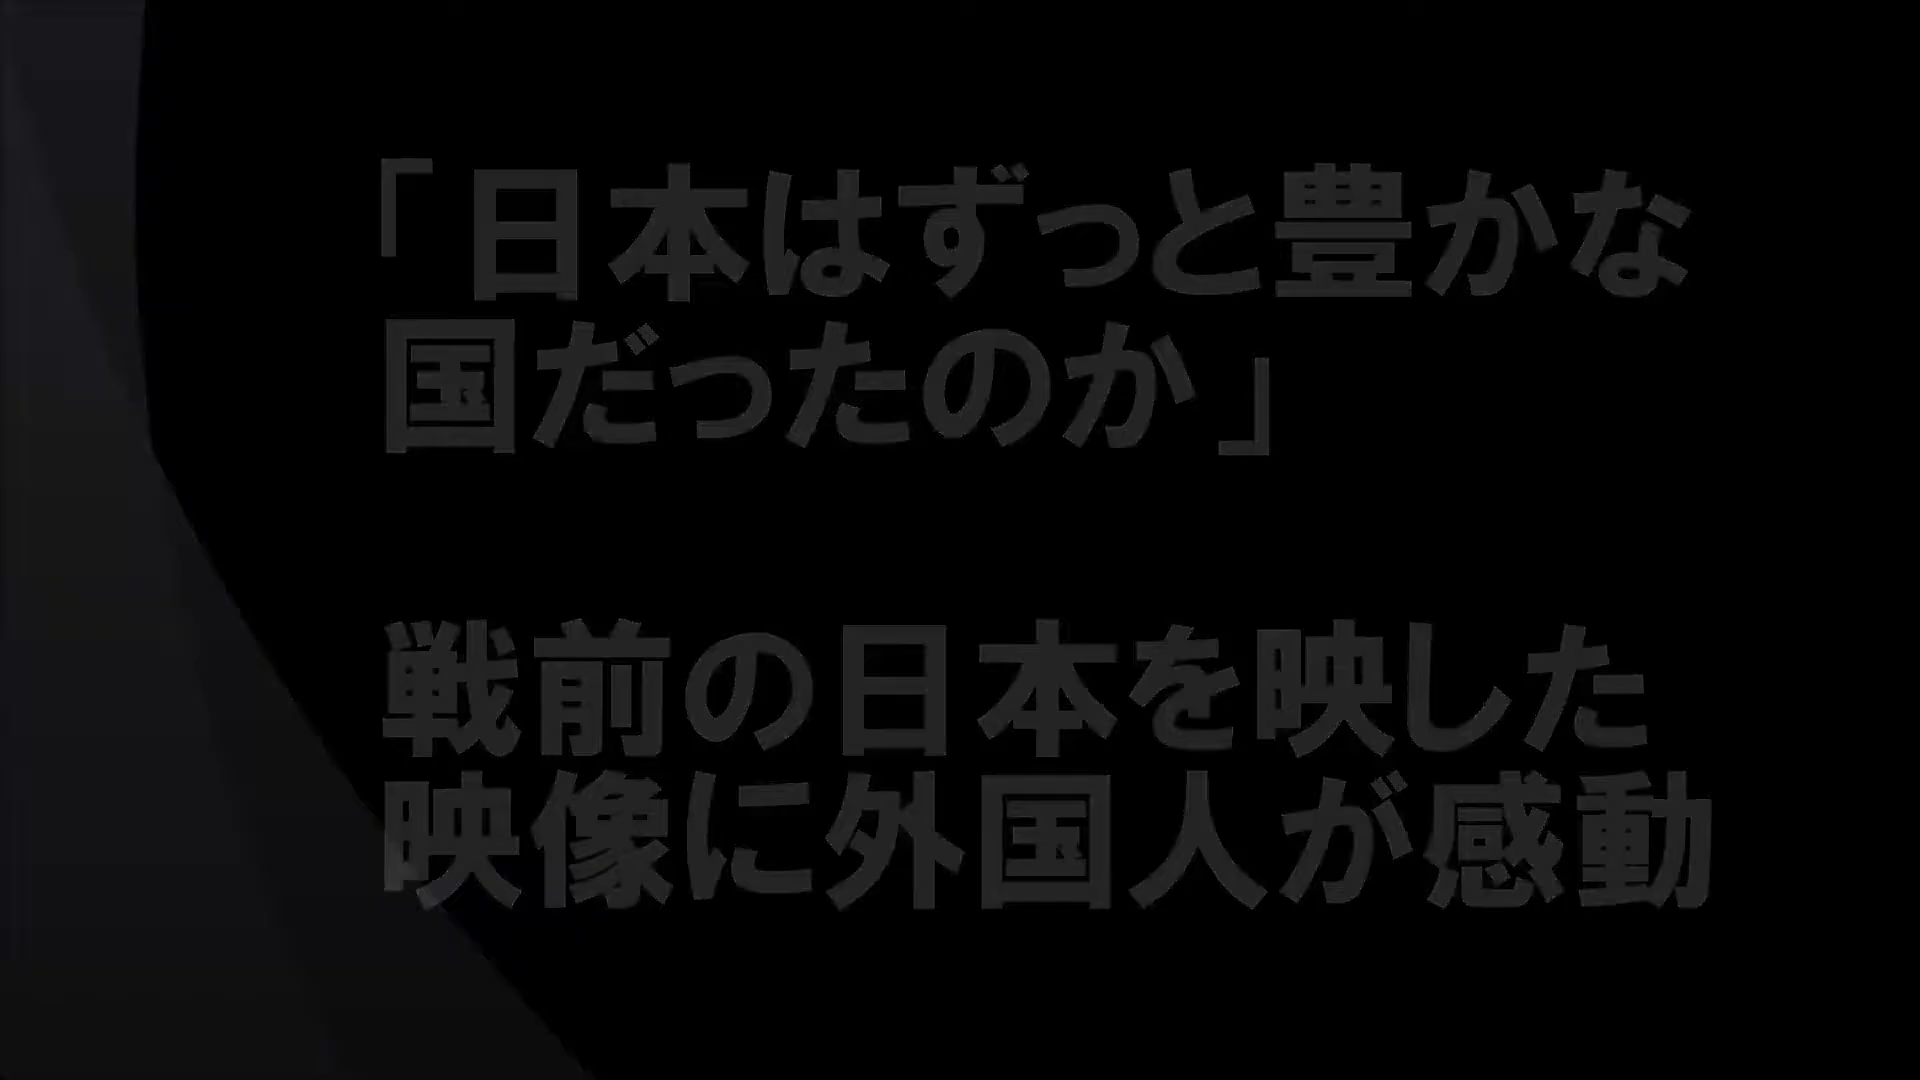 「日本はずっと豊かな
国だったのか」
戦前の日本を映した
映像に外国人が感動